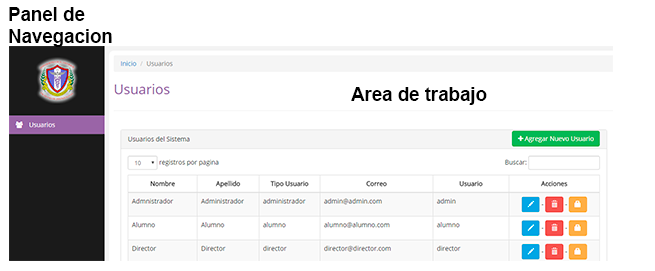 Panel de
Navegacion
Inicio / Usuarios
Usuarios
Area de trabajo
Usuarios
Usuarios del Sistema
+ Agregar Nuevo Usuario
10 registros por pagina
Buscar:
Nombre Apellido Tipo Usuario Correo Usuario Acciones
Admnistrador Administrador administrador admin@admin.com admin
Alumno Alumno alumno alumno@alumno.com alumno
Director Director director director@director.com director